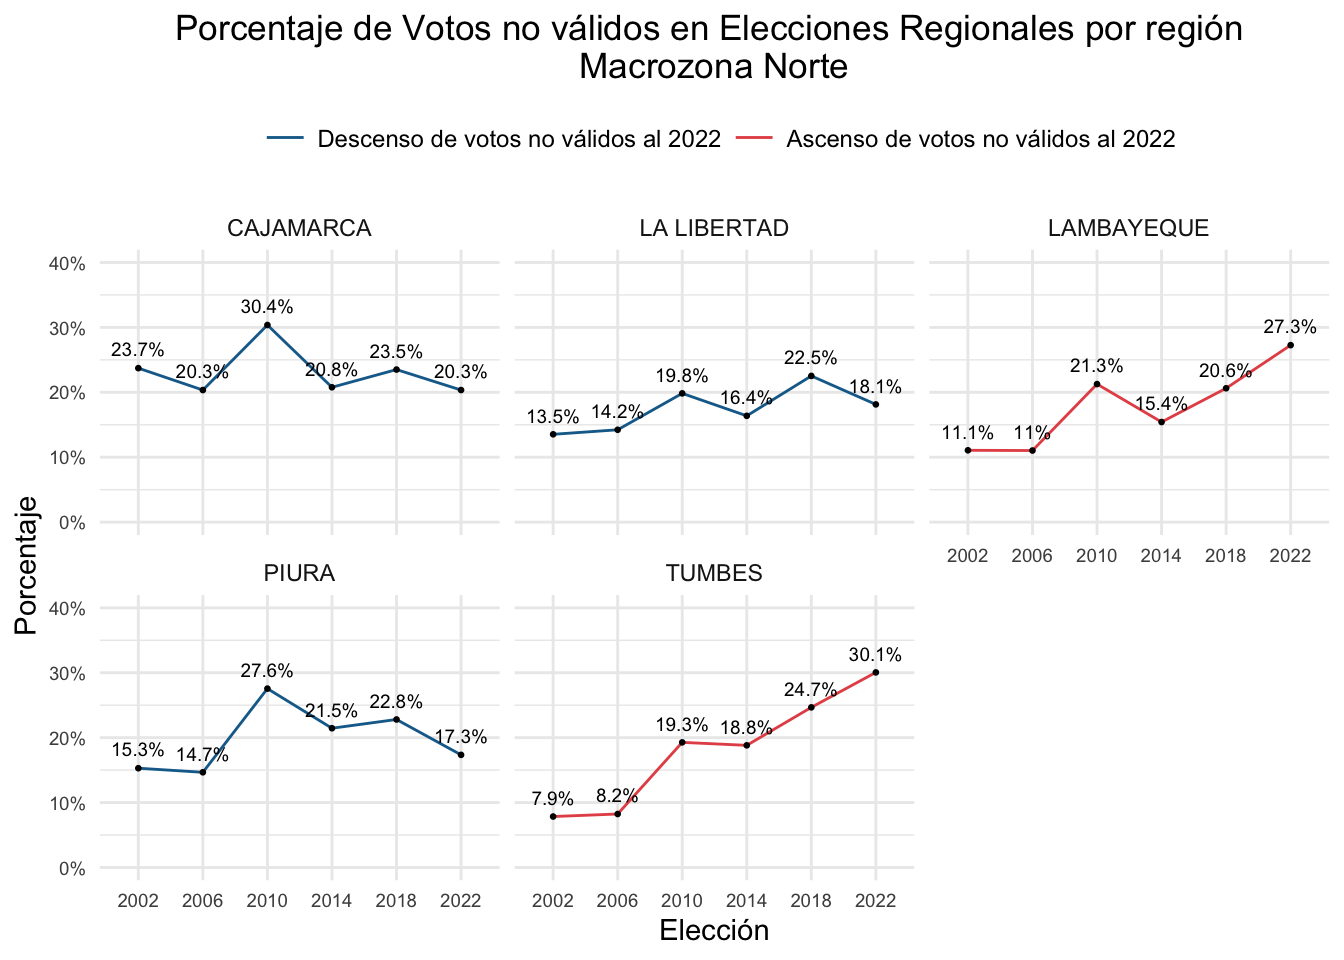 Porcentaje de Votos no válidos en Elecciones Regionales por región
Macrozona Norte
Descenso de votos no válidos al 2022 Ascenso de votos no válidos al 2022
CAJAMARCA
40%
30%
20%
10%
0%
23.7% 20.3% 30.4% 20.8% 23.5% 20.3%
LA LIBERTAD
13.5% 14.2% 19.8% 16.4% 22.5% 18.1%
LAMBAYEQUE
11.1% 11% 21.3% 15.4% 20.6% 27.3%
2002 2006 2010 2014 2018 2022
PIURA
40%
30%
20%
10%
0%
15.3% 14.7% 27.6% 21.5% 22.8% 17.3%
2002 2006 2010 2014 2018 2022
TUMBES
7.9% 8.2% 19.3% 18.8% 24.7% 30.1%
2002 2006 2010 2014 2018 2022
Porcentaje
Elección